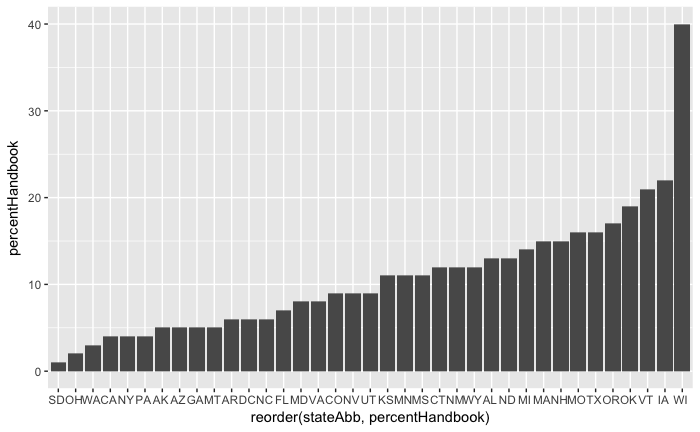 40
30
20
10
0
percentHandbook
SD OH WA CA NY PA AK AZ GA MT AR DC NC FL MD VA CO NV UT KS MN MS CT NM WY AL ND MI MA NH MO TX OR OK VT IA WI
reorder(stateAbb, percentHandbook)